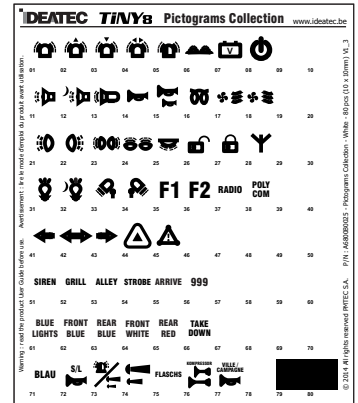 IDEATEC TiNY8 Pictograms Collection www.ideatec.be
01 02 03 04 05 06 07 08 09 10
V
11 12 13 14 15 16 17 18 19 20
21 22 23 24 25 26 27 28 29 30
F1 F2 RADIO POLY COM
31 32 33 34 35 36 37 38 39 40
41 42 43 44 45 46 47 48 49 50
SIREN GRILL ALLEY STROBE ARRIVE 999
51 52 53 54 55 56 57 58 59 60
BLUE LIGHTS FRONT BLUE REAR BLUE FRONT WHITE REAR RED TAKE DOWN
61 62 63 64 65 66 67 68 69 70
BLAU S/L FLASCHS KOMPRESSOR VILLE / CAMPAGNE
71 72 73 74 75 76 77 78 79 80
Warning : read the product User Guide before use. Avertissement : lire le mode d'emploi du produit avant utilisation.
© 2014 All rights reserved PMTEC S.A. P/N : A680B0025 - Pictograms Collection - White - 80 pcs (10 x 10mm) V1_3